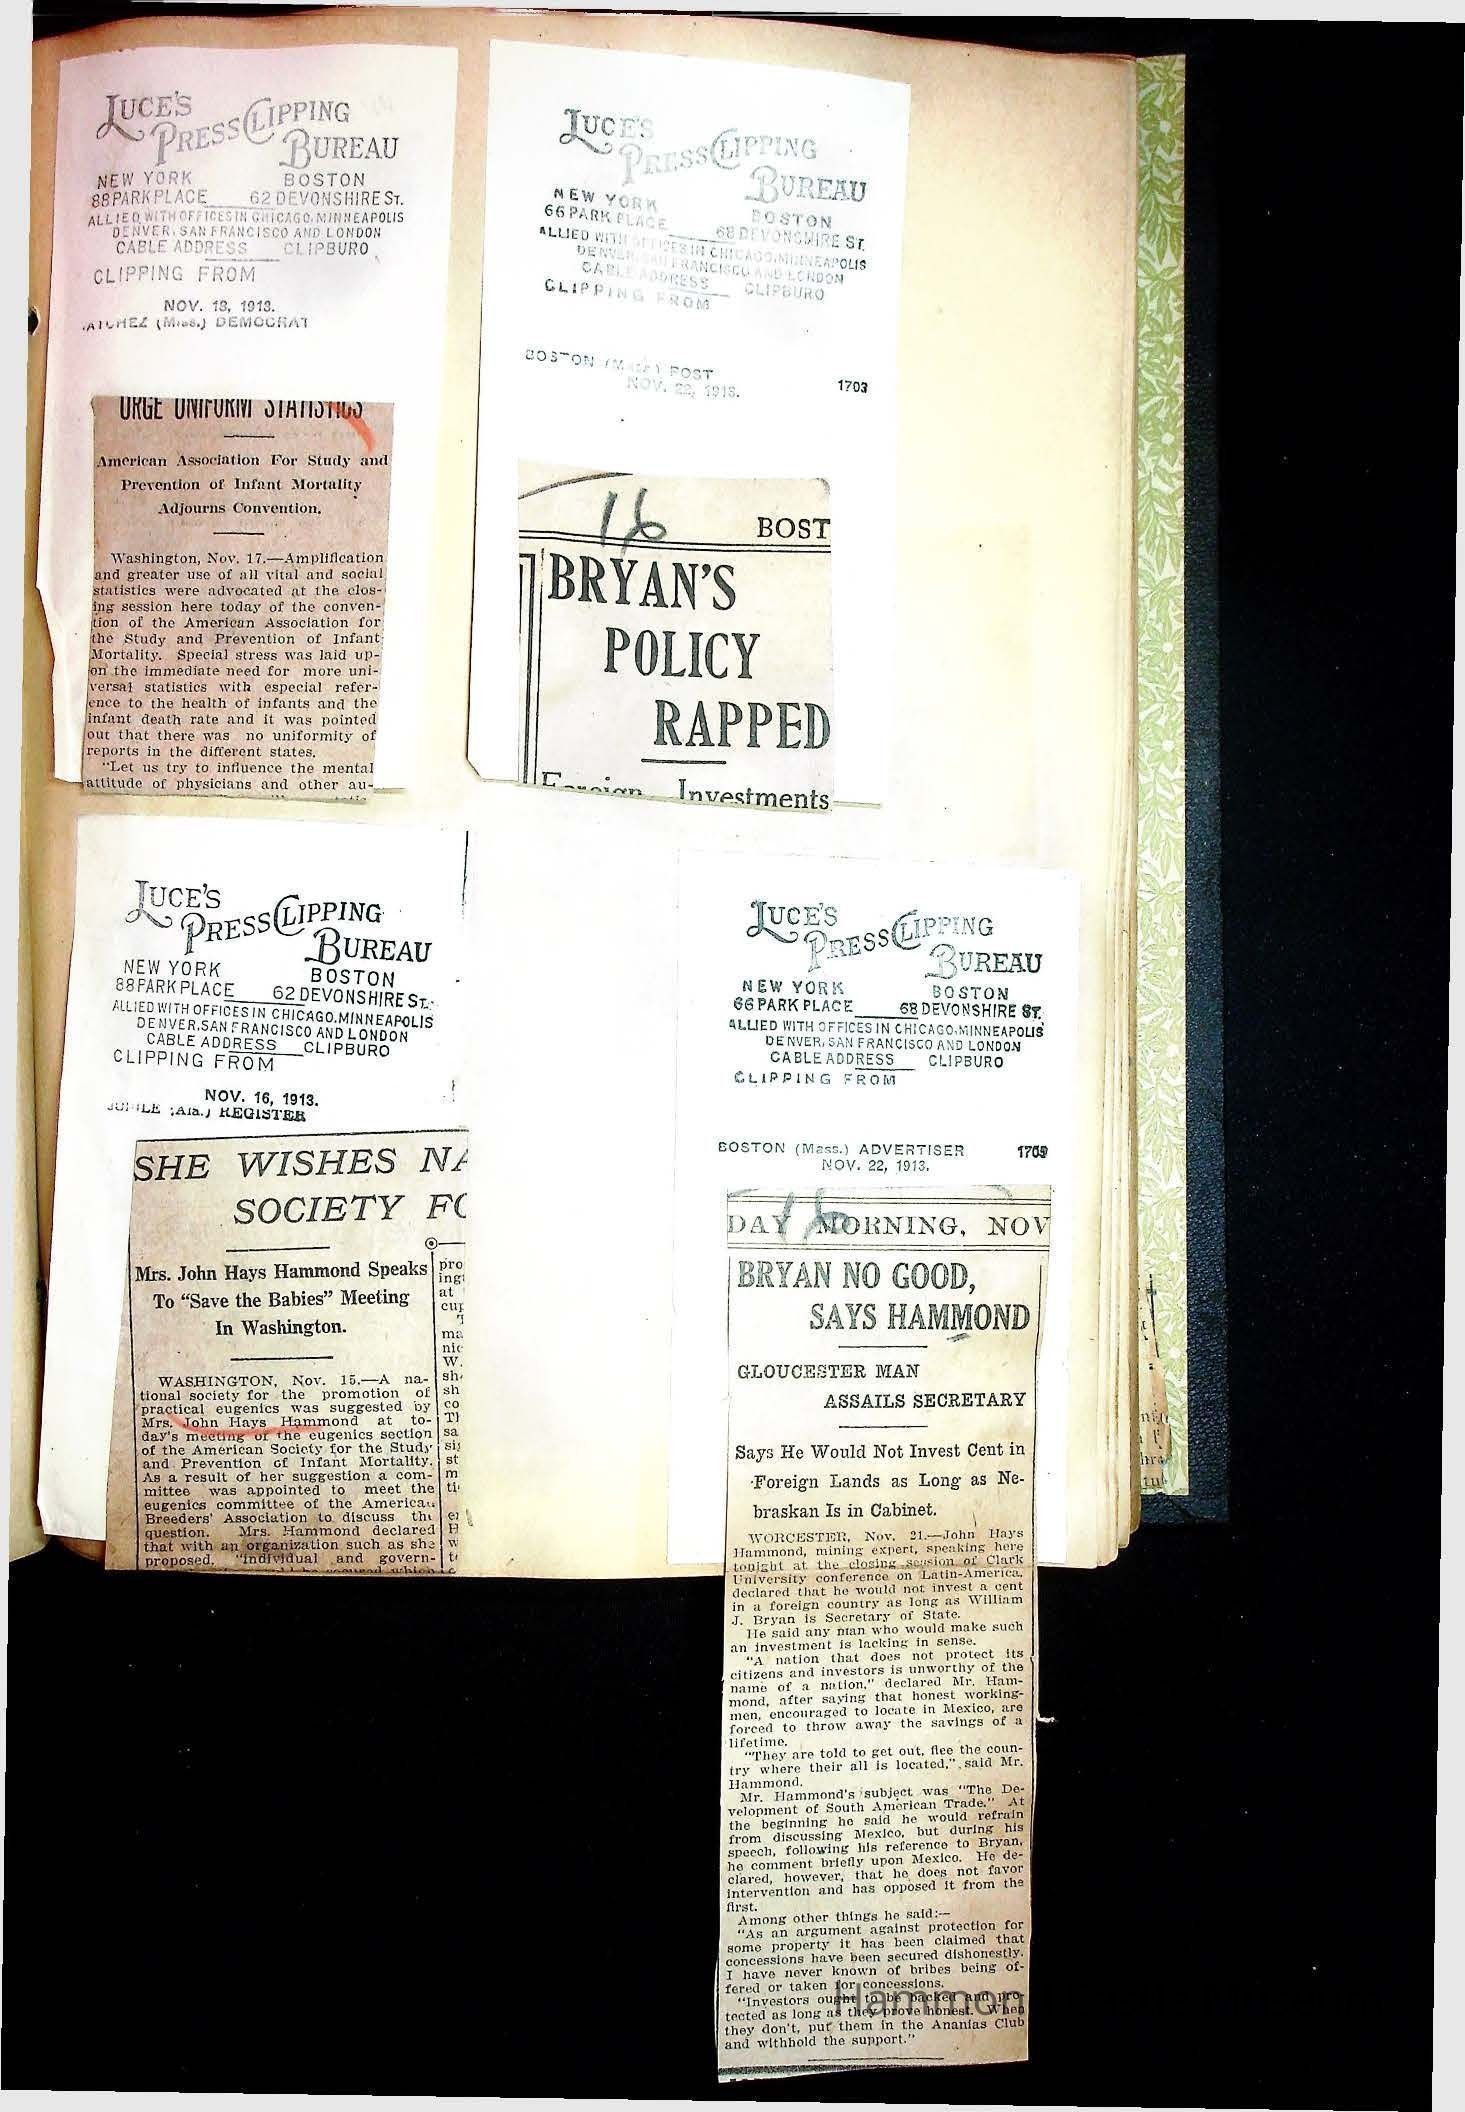 LUCE'S
PRESS CLIPPING
BUREAU
NEW YORK BOSTON
88 PARK PLACE 62 DEVONSHIRE ST.
ALLIED WITH OFFICES IN CHICAGO, MINNEAPOLIS
DENVER, SAN FRANCISCO AND LONDON
CABLE ADDRESS CLIPBURO
CLIPPING FROM
NOV. 18, 1913.
(Miss.) DEMOCRAT
URGE UNIFORM STATISTICS
American Association For Study and
Prevention of Infant Mortality
Adjourns Convention.
Washington, Nov. 17.—Amplification
and greater use of all vital and social
statistics were advocated at the clos-
ing session here today of the conven-
tion of the American Association for
the Study and Prevention of Infant
Mortality. Special stress was laid up-
on the immediate need for more uni-
versal statistics with especial refer-
ence to the health of infants and the
infant death rate and it was pointed
out that there was no uniformity of
reports in the different states.
"Let us try to influence the mental
attitude of physicians and other au-
LUCE'S
PRESS CLIPPING
BUREAU
NEW YORK BOSTON
66 PARK PLACE 68 DEVONSHIRE ST.
ALLIED WITH OFFICES IN CHICAGO, MINNEAPOLIS
DENVER, SAN FRANCISCO AND LONDON
CABLE ADDRESS CLIPBURO
CLIPPING FROM
BOSTON (Mass.) POST
NOV. 22, 1913.
1703
16
BOST
BRYAN'S
POLICY
RAPPED
Foreign Investments
LUCE'S
PRESS CLIPPING
BUREAU
NEW YORK BOSTON
88 PARK PLACE 62 DEVONSHIRE ST.
ALLIED WITH OFFICES IN CHICAGO, MINNEAPOLIS
DENVER, SAN FRANCISCO AND LONDON
CABLE ADDRESS CLIPBURO
CLIPPING FROM
NOV. 16, 1913.
(Ala.) REGISTER
SHE WISHES NA
SOCIETY FO
Mrs. John Hays Hammond Speaks
To "Save the Babies" Meeting
In Washington.
WASHINGTON, Nov. 15.—A na-
tional society for the promotion of
practical eugenics was suggested by
Mrs. John Hays Hammond at to-
day's meeting of the eugenics section
of the American Society for the Study
and Prevention of Infant Mortality.
As a result of her suggestion a com-
mittee was appointed to meet the
eugenics committee of the American
Breeders' Association to discuss the
question. Mrs. Hammond declared
that with an organization such as she
proposed, "individual and govern-
LUCE'S
PRESS CLIPPING
BUREAU
NEW YORK BOSTON
66 PARK PLACE 68 DEVONSHIRE ST.
ALLIED WITH OFFICES IN CHICAGO, MINNEAPOLIS
DENVER, SAN FRANCISCO AND LONDON
CABLE ADDRESS CLIPBURO
CLIPPING FROM
BOSTON (Mass.) ADVERTISER
NOV. 22, 1913.
16
DAY MORNING, NOV
BRYAN NO GOOD,
SAYS HAMMOND
GLOUCESTER MAN
ASSAILS SECRETARY
Says He Would Not Invest Cent in
Foreign Lands as Long as Ne-
braskan Is in Cabinet.
WORCESTER, Nov. 21.—John Hays
Hammond, mining expert, speaking here
tonight at the closing session of Clark
University conference on Latin-America,
declared that he would not invest a cent
in a foreign country as long as William
J. Bryan is Secretary of State.
He said any man who would make such
an investment is lacking in sense.
"A nation that does not protect its
citizens and investors is unworthy of the
name of a nation," declared Mr. Ham-
mond, after saying that honest working-
men, encouraged to locate in Mexico, are
forced to throw away the savings of a
lifetime.
"They are told to get out, flee the coun-
try where their all is located," said Mr.
Hammond.
Mr. Hammond's subject was "The De-
velopment of South American Trade." At
the beginning he said he would refrain
from discussing Mexico, but during his
speech, following his reference to Bryan,
he comment briefly upon Mexico. He de-
clared, however, that he does not favor
intervention and has opposed it from the
first.
Among other things he said:—
"As an argument against protection for
some property it has been claimed that
concessions have been secured dishonestly.
I have never known of bribes being of-
fered or taken for concessions.
"Investors ought to be backed and pro-
tected as long as they prove honest. When
they don't, put them in the Ananias Club
and withhold the support."
Hammon